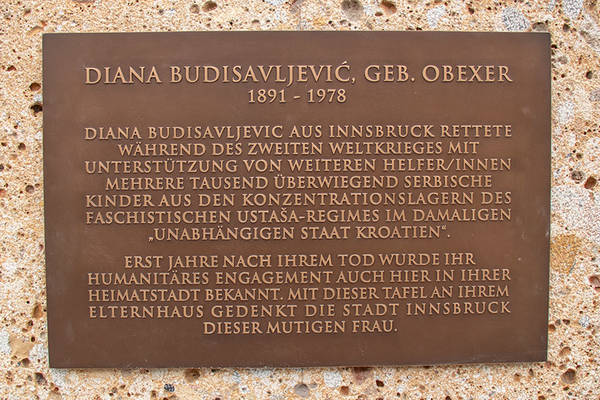 DIANA BUDISAVLJEVIĆ, GEB. OBEXER
1891 - 1978
DIANA BUDISAVLJEVIC AUS INNSBRUCK RETTETE
WÄHREND DES ZWEITEN WELTKRIEGES MIT
UNTERSTÜTZUNG VON WEITEREN HELFER/INNEN
MEHRERE TAUSEND ÜBERWIEGEND SERBISCHE
KINDER AUS DEN KONZENTRATIONSLAGERN DES
FASCHISTISCHEN USTAŠA-REGIMES IM DAMALIGEN
„UNABHÄNGIGEN STAAT KROATIEN“.
ERST JAHRE NACH IHREM TOD WURDE IHR
HUMANITÄRES ENGAGEMENT AUCH HIER IN IHRER
HEIMATSTADT BEKANNT. MIT DIESER TAFEL AN IHREM
ELTERNHAUS GEDENKT DIE STADT INNSBRUCK
DIESER MUTIGEN FRAU.